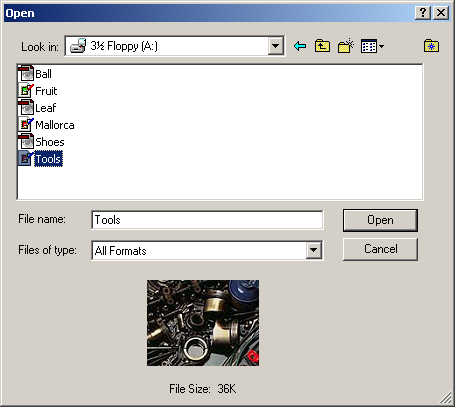 Open
Look in: 3½ Floppy (A:)
Ball
Fruit
Leaf
Mallorca
Shoes
Tools
File name: Tools Open
Files of type: All Formats Cancel
File Size: 36K